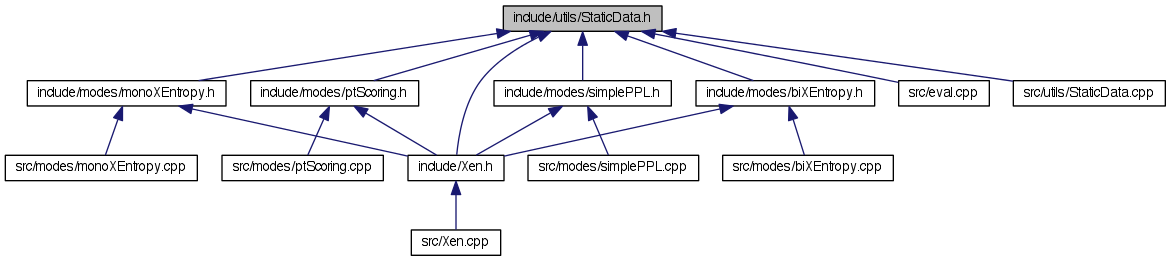 include/utils/StaticData.h
include/modes/monoXEntropy.h
include/modes/ptScoring.h
include/modes/simplePPL.h
include/modes/biXEntropy.h
src/eval.cpp
src/utils/StaticData.cpp
src/modes/monoXEntropy.cpp
src/modes/ptScoring.cpp
include/Xen.h
src/modes/simplePPL.cpp
src/modes/biXEntropy.cpp
src/Xen.cpp